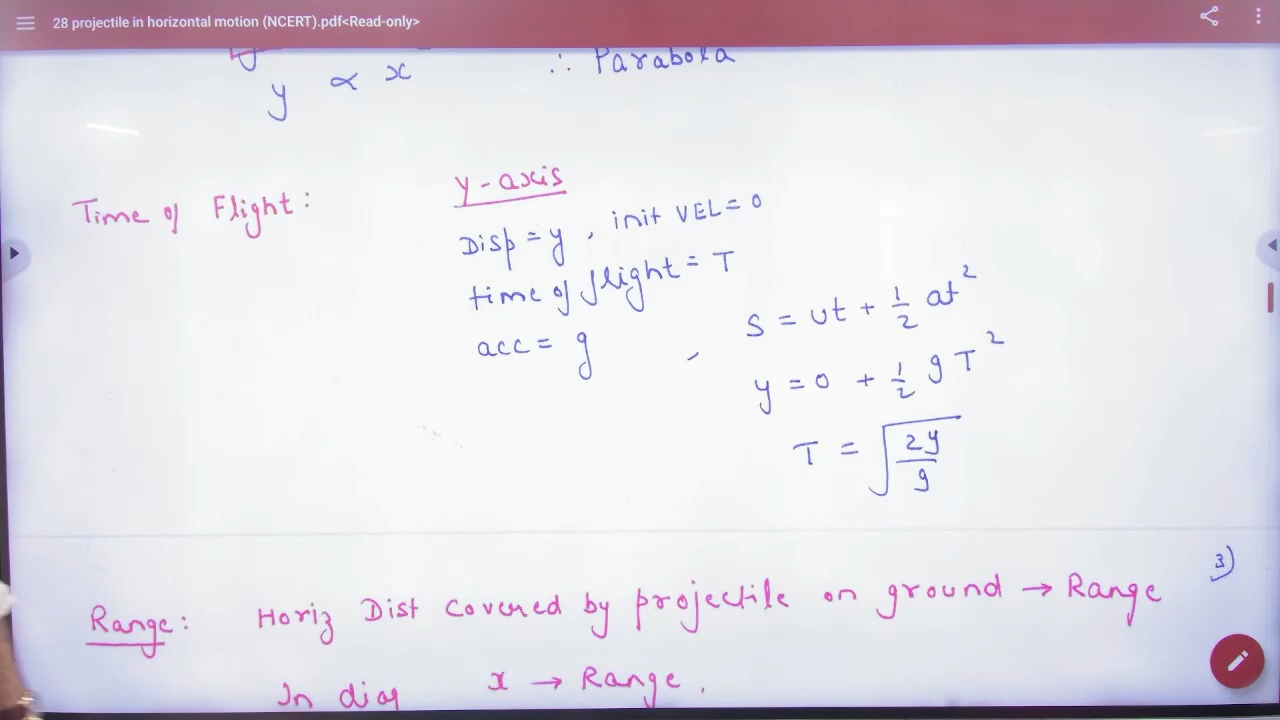 28 projectile in horizontal motion (NCERT).pdf<Read-only>
y ∝ x
∴ Parabola
Time of Flight:
y-axis
Disp = y, init VEL = 0
time of flight = T
acc = g
S = ut + 1/2 at²
y = 0 + 1/2 g T²
T = √(2y/g)
3)
Range: Horiz Dist Covered by projectile on ground → Range
In diag x → Range.